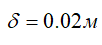 δ = 0.02м